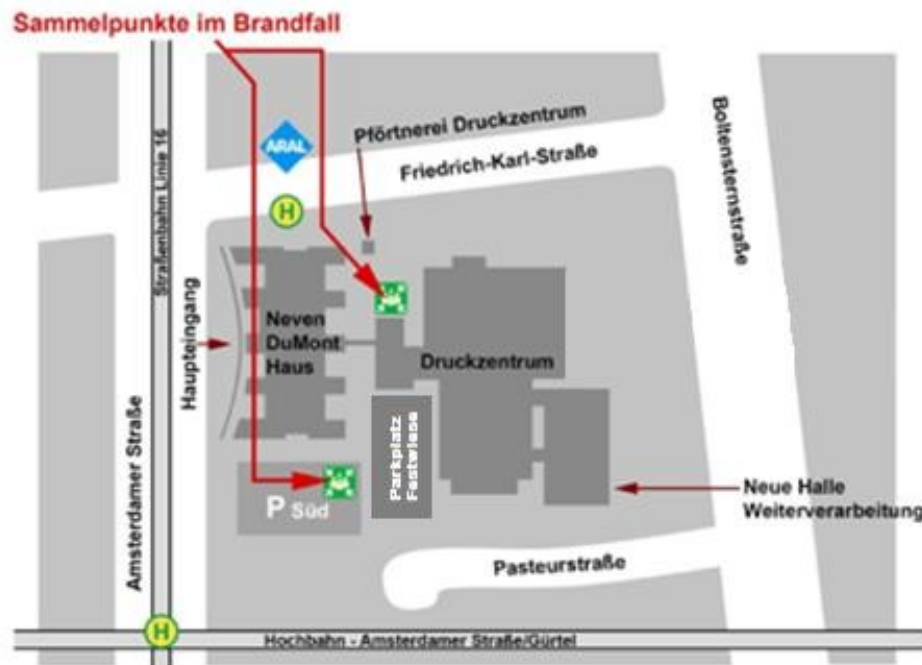 Sammelpunkte im Brandfall
Straßenbahn Linie 16
ARAL
Pförtnerei Druckzentrum
Friedrich-Karl-Straße
Boltensternstraße
H
Haupteingang
Neven
DuMont
Haus
Druckzentrum
Amsterdamer Straße
Parkplatz
Festwiese
P Süd
Neue Halle
Weiterverarbeitung
Pasteurstraße
H
Hochbahn - Amsterdamer Straße/Gürtel